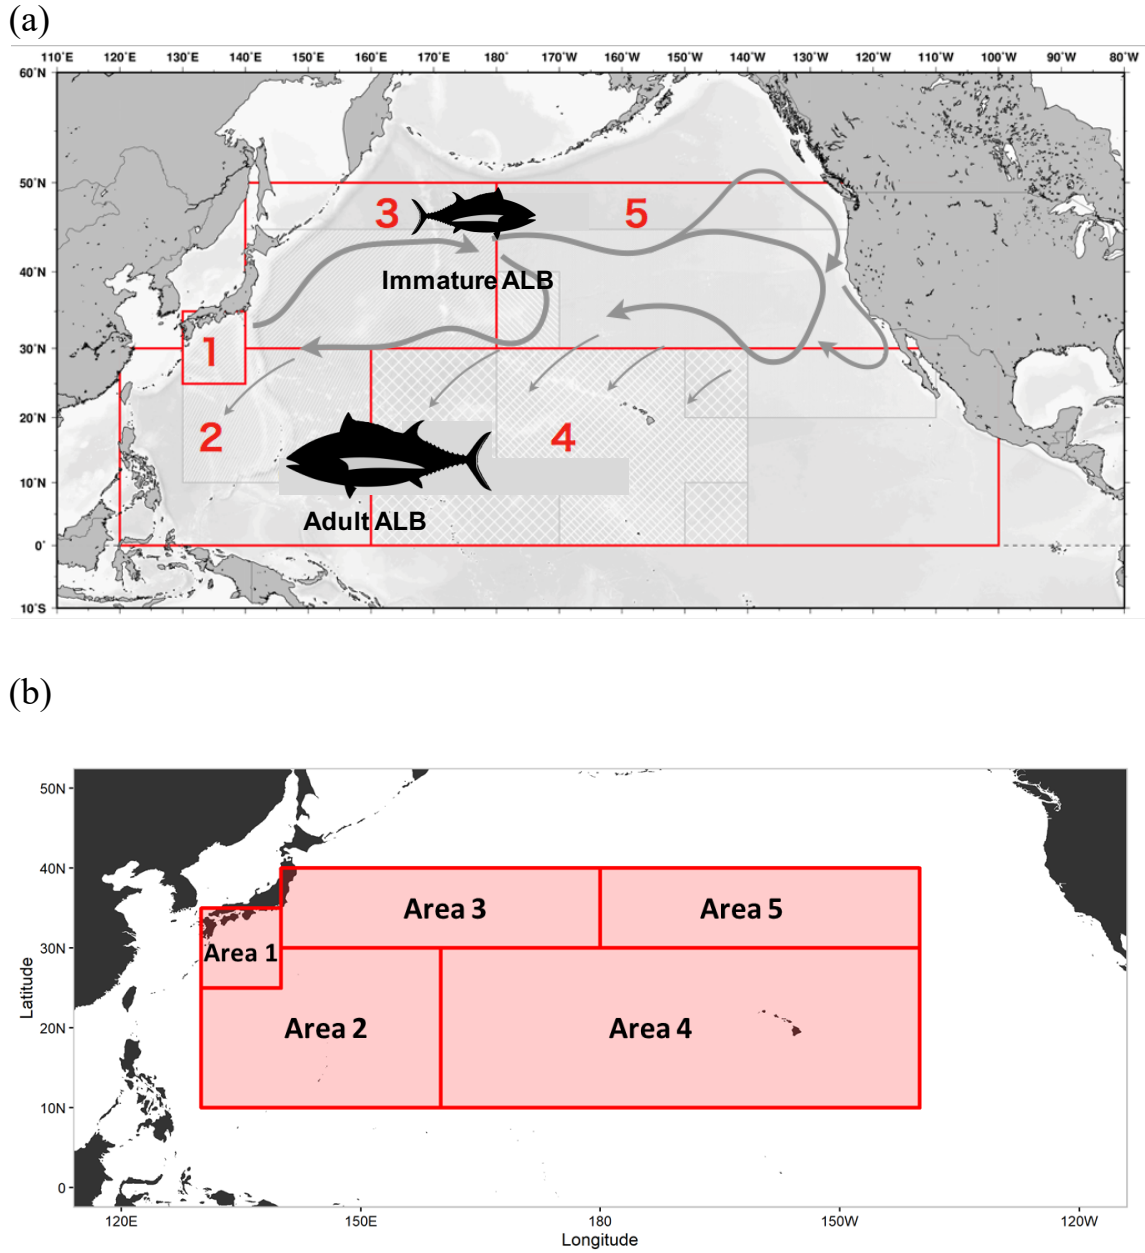 (a)
110°E 120°E 130°E 140°E 150°E 160°E 170°E 180° 170°W 160°W 150°W 140°W 130°W 120°W 110°W 100°W 80°W
60°N
50°N
3 5
40°N
Immature ALB
1
30°N
20°N
2 4
10°N
Adult ALB
0°
10°S
(b)
50N
40N
Area 3 Area 5
30N
Area 1
20N
Area 2 Area 4
10N
0
Latitude
120E 150E 180 150W 120W
Longitude